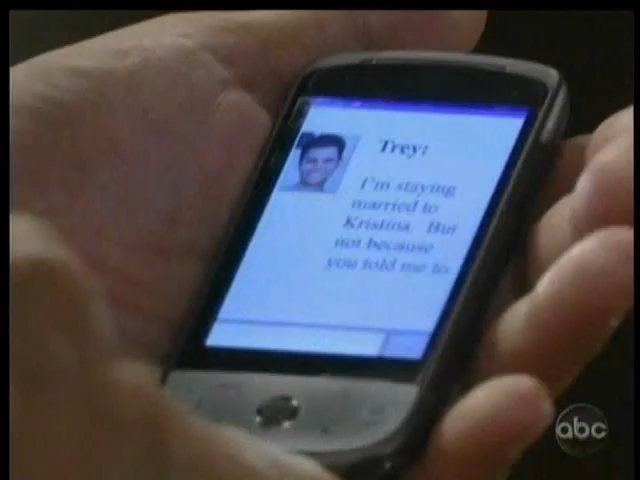 Trey:
I'm staying
married to
Kristina. But
not because
you told me to.
abc